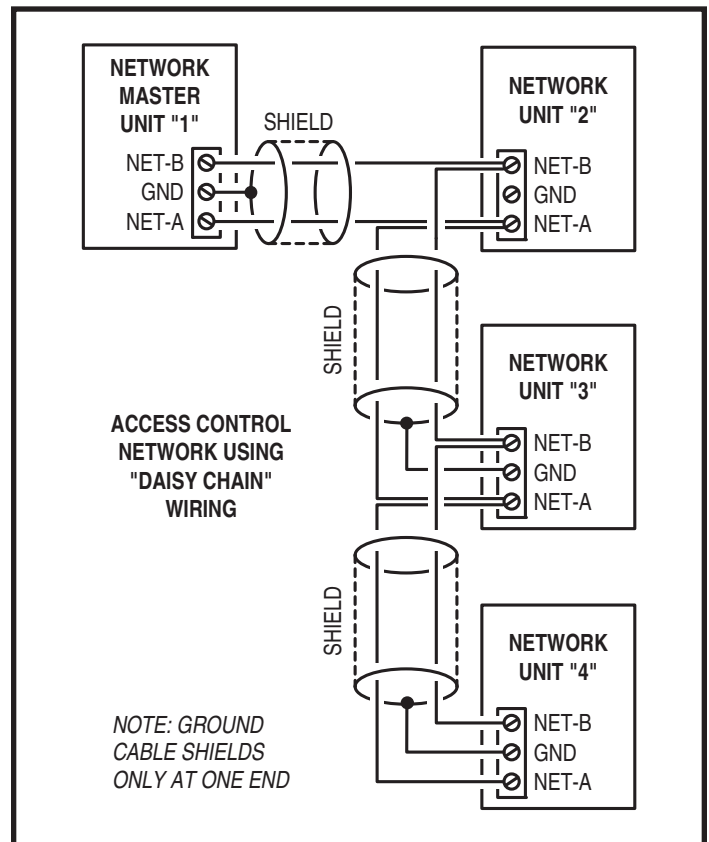 NETWORK
MASTER
UNIT "1"
NET-B
GND
NET-A
SHIELD
NETWORK
UNIT "2"
NET-B
GND
NET-A
SHIELD
NETWORK
UNIT "3"
NET-B
GND
NET-A
ACCESS CONTROL
NETWORK USING
"DAISY CHAIN"
WIRING
SHIELD
NETWORK
UNIT "4"
NET-B
GND
NET-A
NOTE: GROUND
CABLE SHIELDS
ONLY AT ONE END